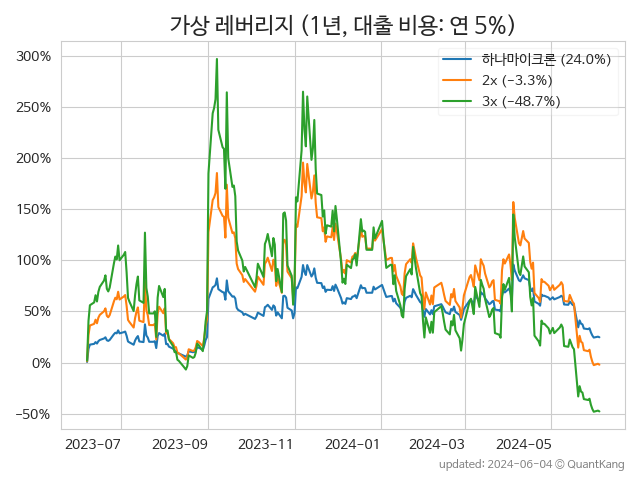 가상 레버리지 (1년, 대출 비용: 연 5%)
300%
250%
200%
150%
100%
50%
0%
−50%
하나마이크론 (24.0%)
2x (−3.3%)
3x (−48.7%)
2023-07
2023-09
2023-11
2024-01
2024-03
2024-05
updated: 2024-06-04 © QuantKang